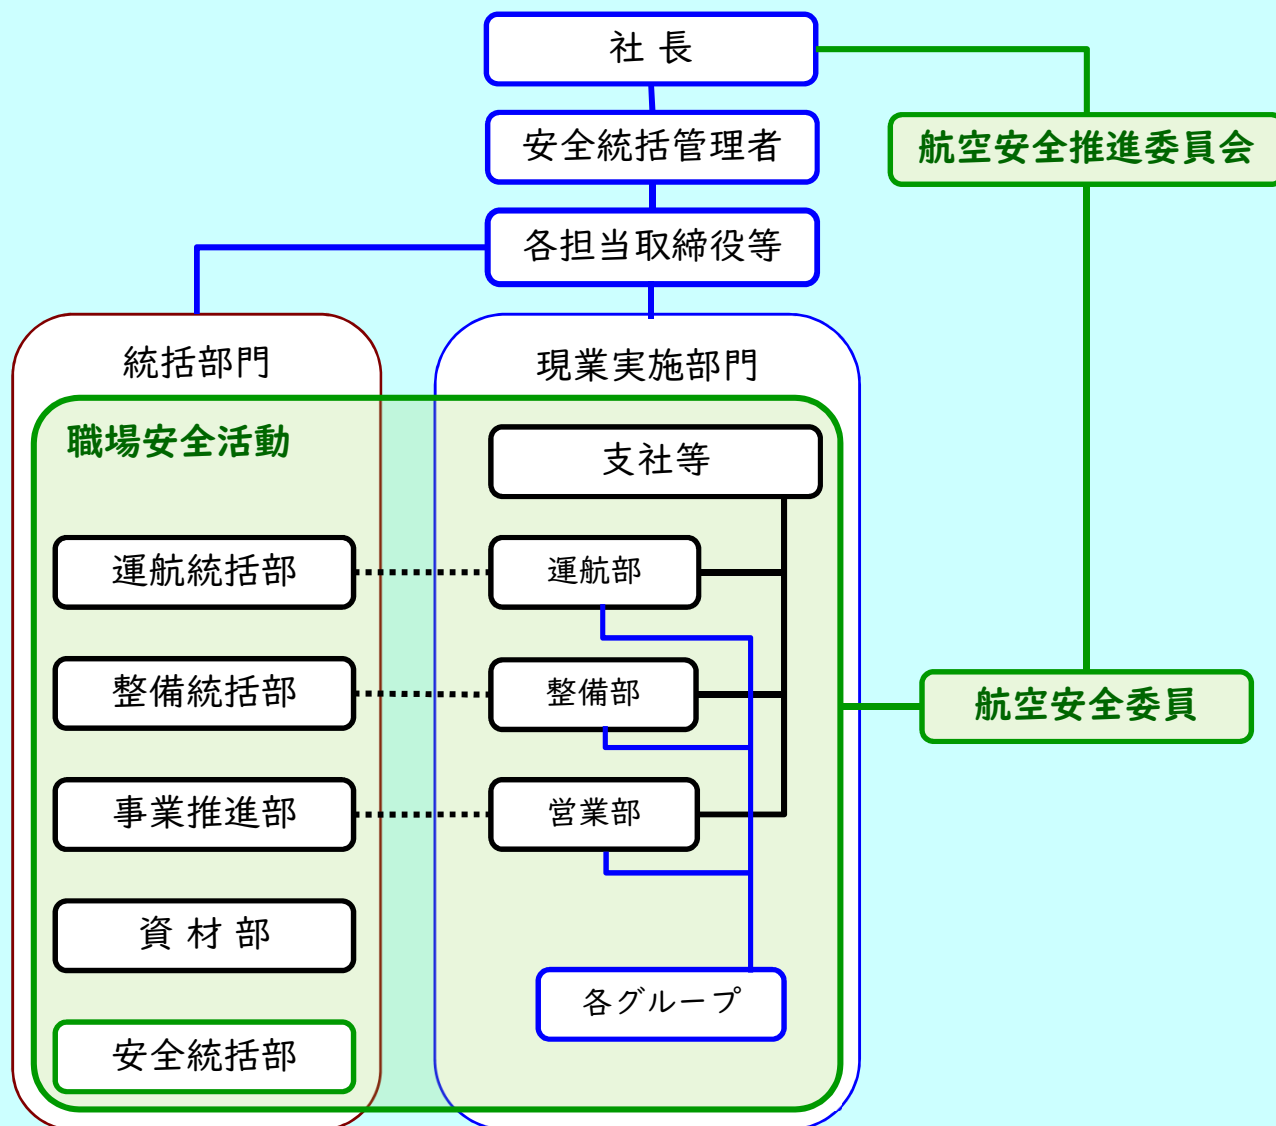 社 長
安全統括管理者
航空安全推進委員会
各担当取締役等
統括部門
現業実施部門
職場安全活動
支社等
運航統括部
運航部
整備統括部
整備部
航空安全委員
事業推進部
営業部
資 材 部
各グループ
安全統括部